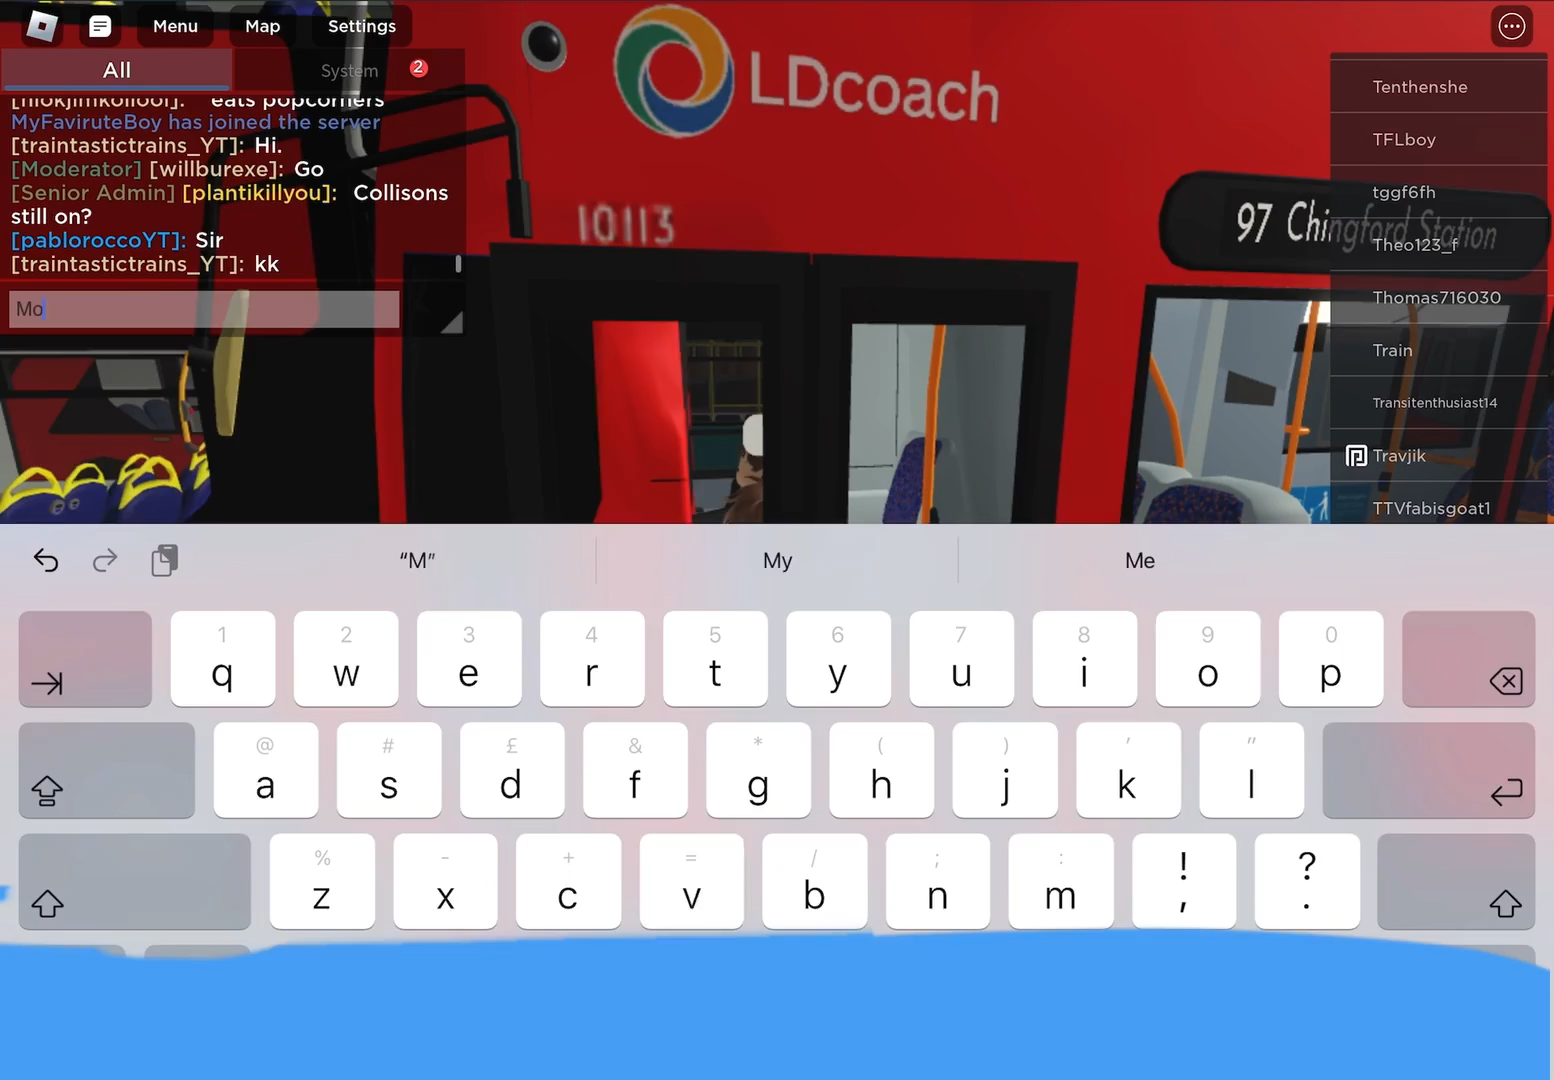 Menu
Map
Settings
All
System
2
eats popcorners
MyFaviruteBoy has joined the server
[traintastictrains_YT]: Hi.
[Moderator] [willburexe]: Go
[Senior Admin] [plantikillyou]: Collisons
still on?
[pabloroccoYT]: Sir
[traintastictrains_YT]: kk
Mo
LDcoach
10113
97 Chingford Station
Tenthenshe
TFLboy
tggf6fh
Theo123_f
Thomas716030
Train
Transitenthusiast14
Travjik
TTVfabisgoat1
“M”
My
Me
1 2 3 4 5 6 7 8 9 0
q w e r t y u i o p
@ # £ & * ( ) ' "
a s d f g h j k l
% - + = / ; : ! ?
z x c v b n m , .